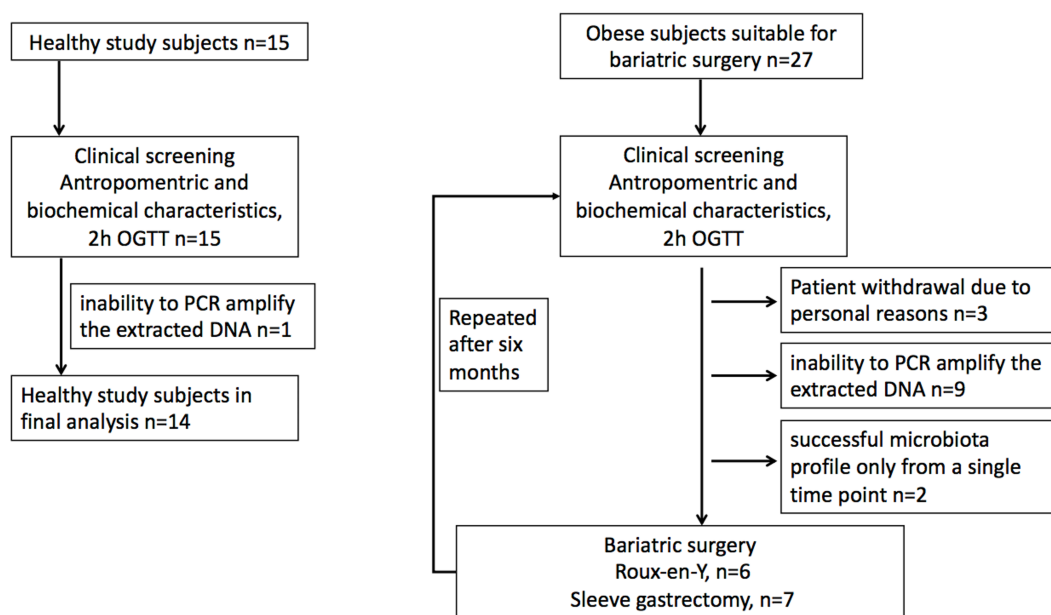 Healthy study subjects n=15
Clinical screening
Antropomentric and
biochemical characteristics,
2h OGTT n=15
inability to PCR amplify
the extracted DNA n=1
Healthy study subjects in
final analysis n=14
Obese subjects suitable for
bariatric surgery n=27
Clinical screening
Antropomentric and
biochemical characteristics,
2h OGTT
Repeated
after six
months
Patient withdrawal due to
personal reasons n=3
inability to PCR amplify the
extracted DNA n=9
successful microbiota
profile only from a single
time point n=2
Bariatric surgery
Roux-en-Y, n=6
Sleeve gastrectomy, n=7